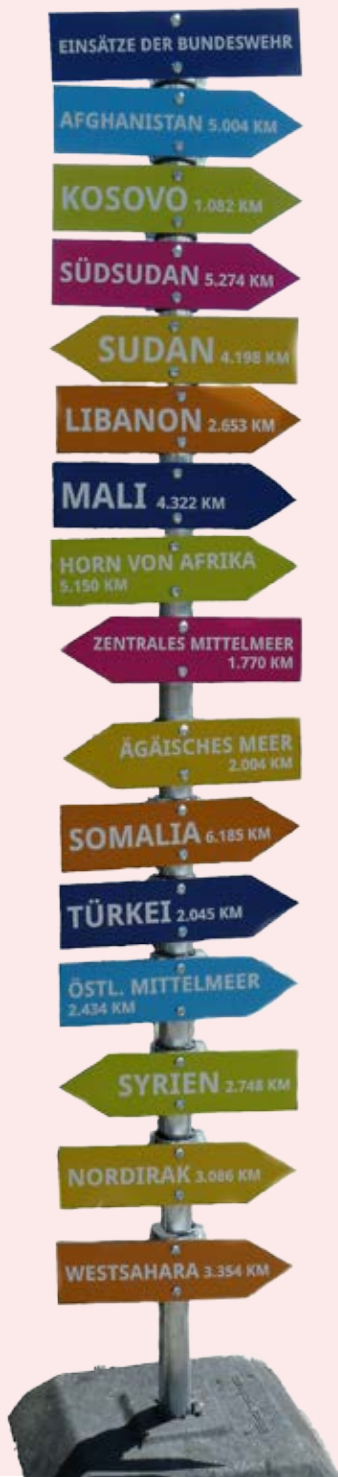 EINSÄTZE DER BUNDESWEHR
AFGHANISTAN 5.004 KM
KOSOVO 1.082 KM
SÜDSUDAN 5.274 KM
SUDAN 4.198 KM
LIBANON 2.653 KM
MALI 4.322 KM
HORN VON AFRIKA
5.150 KM
ZENTRALES MITTELMEER
1.770 KM
ÄGÄISCHES MEER
2.004 KM
SOMALIA 6.185 KM
TÜRKEI 2.045 KM
ÖSTL. MITTELMEER
2.434 KM
SYRIEN 2.748 KM
NORDIRAK 3.086 KM
WESTSAHARA 3.354 KM